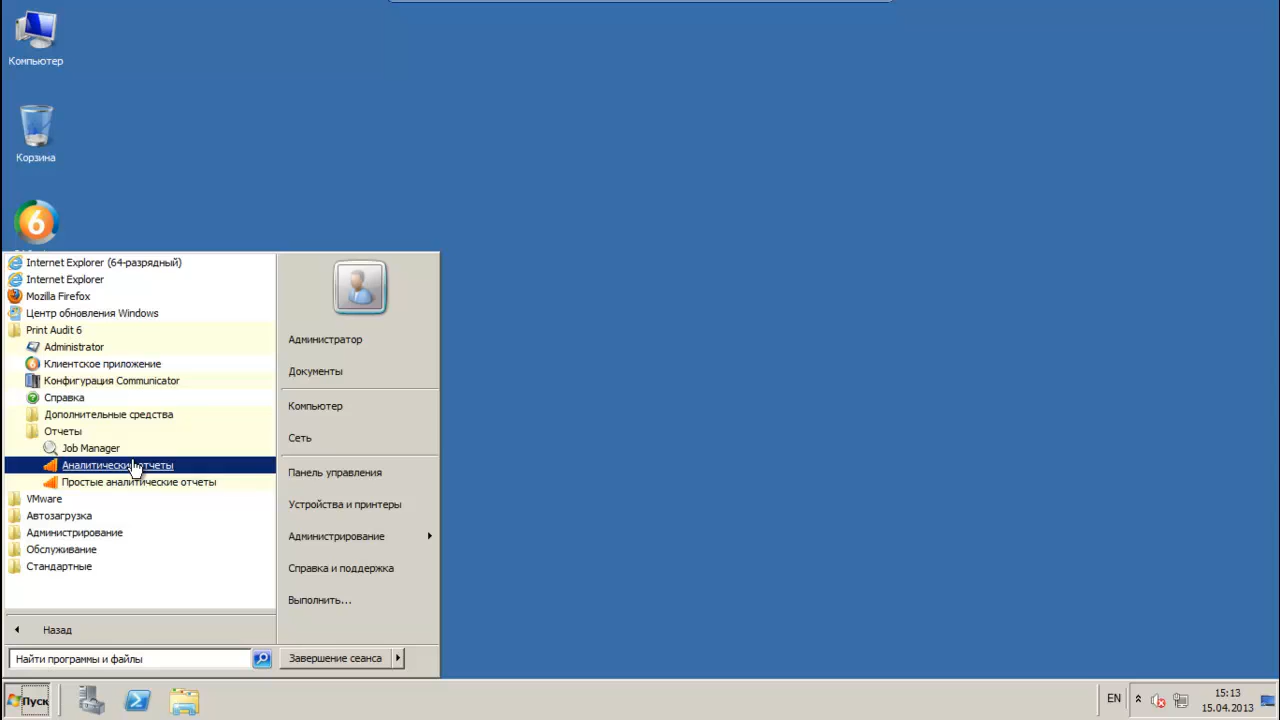 Компьютер
Корзина
6
Internet Explorer (64-разрядный)
Internet Explorer
Mozilla Firefox
Центр обновления Windows
Print Audit 6
Administrator
Клиентское приложение
Конфигурация Communicator
Справка
Дополнительные средства
Отчеты
Job Manager
Аналитические отчеты
Простые аналитические отчеты
VMware
Автозагрузка
Администрирование
Обслуживание
Стандартные
Назад
Найти программы и файлы
Администратор
Документы
Компьютер
Сеть
Панель управления
Устройства и принтеры
Администрирование
Справка и поддержка
Выполнить...
Завершение сеанса
Пуск
EN
15:13
15.04.2013